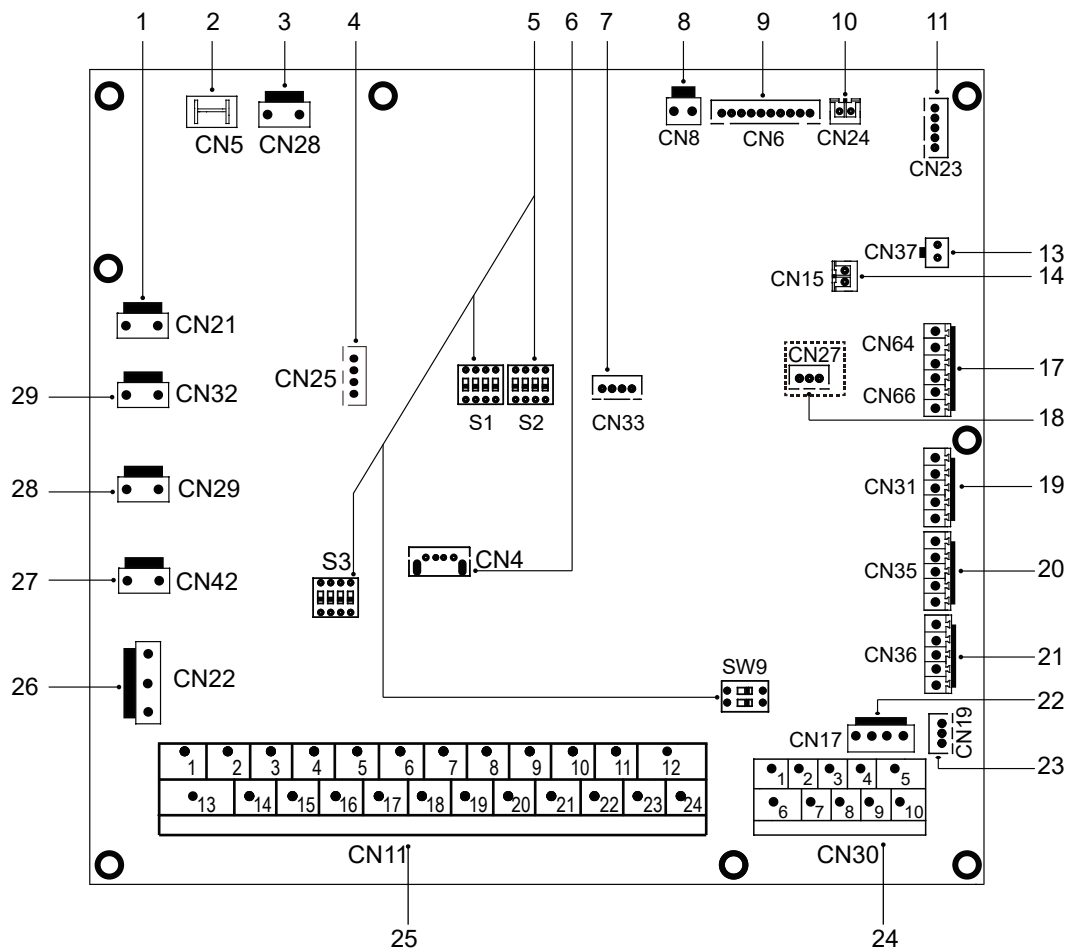 1 2 3 4 5 6 7 8 9 10 11
CN5 CN28 CN8 CN6 CN24 CN23
CN37 13
CN15 14
CN21 CN64
CN27
CN25 17
29 CN32 CN66
S1 S2 CN33 18
28 CN29 CN31 19
S3 CN4
27 CN42 CN35 20
CN36 21
26 CN22 SW9
22
CN17 CN19
23
1 2 3 4 5 6 7 8 9 10 11 12
1 2 3 4 5
13 14 15 16 17 18 19 20 21 22 23 24
6 7 8 9 10
CN11 CN30
25 24